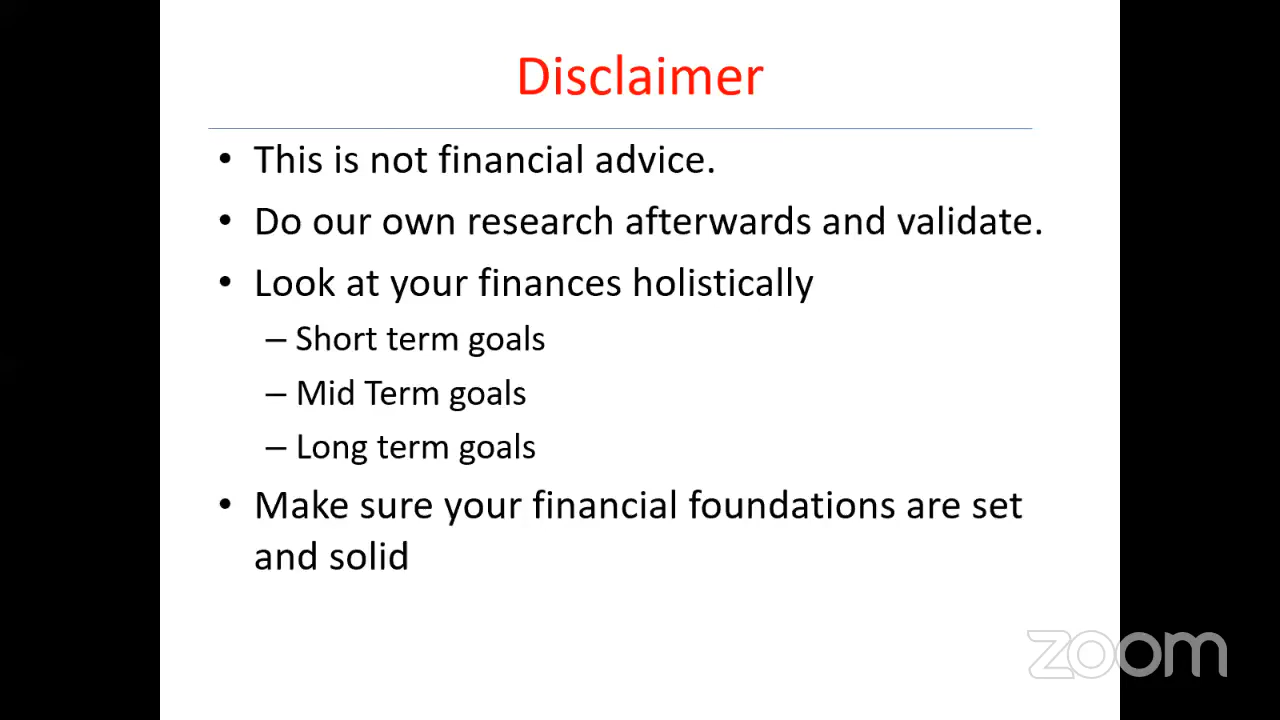 Disclaimer
• This is not financial advice.
• Do our own research afterwards and validate.
• Look at your finances holistically
– Short term goals
– Mid Term goals
– Long term goals
• Make sure your financial foundations are set
and solid
zoom